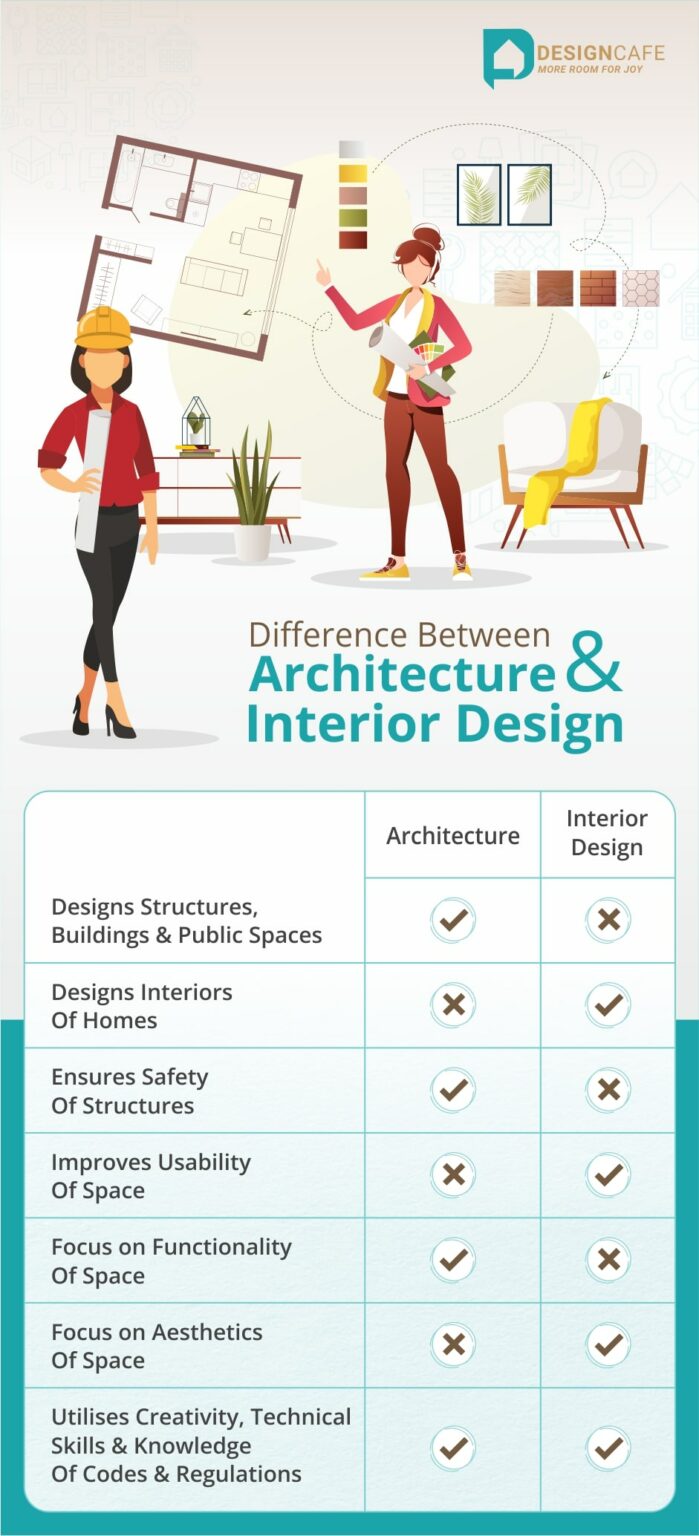 DESIGNCAFE
MORE ROOM FOR JOY
Difference Between
Architecture &
Interior Design
Architecture
Interior
Design
Designs Structures,
Buildings & Public Spaces
Designs Interiors
Of Homes
Ensures Safety
Of Structures
Improves Usability
Of Space
Focus on Functionality
Of Space
Focus on Aesthetics
Of Space
Utilises Creativity, Technical
Skills & Knowledge
Of Codes & Regulations